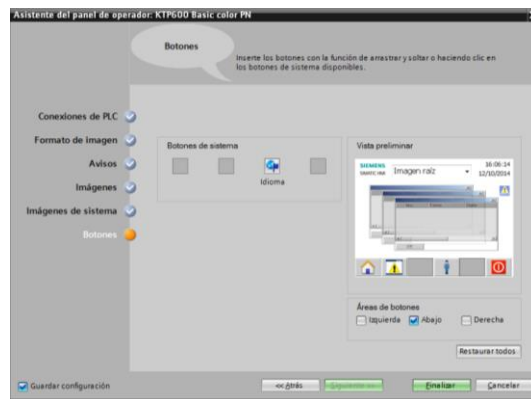 Asistente del panel de operador: KTP600 Basic color PN
Botones
Inserte los botones con la función de arrastrar y soltar o haciendo clic en
los botones de sistema disponibles.
Conexiones de PLC
Formato de imagen
Avisos
Imágenes
Imágenes de sistema
Botones
Botones de sistema
Idioma
Vista preliminar
SIEMENS
SIMATIC HMI
Imagen raíz
16:06:14
12/10/2014
Áreas de botones
Izquierda
Abajo
Derecha
Restaurar todos
Guardar configuración
<< Atrás
Finalizar
Cancelar